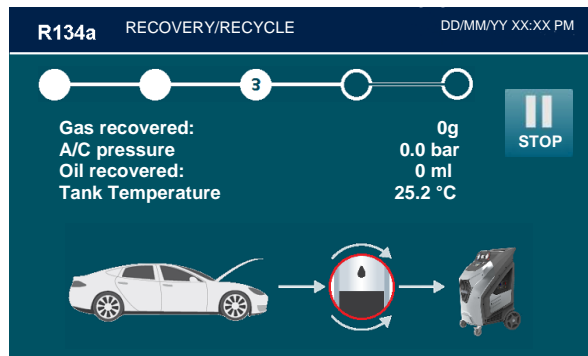 R134a RECOVERY/RECYCLE DD/MM/YY XX:XX PM
3
Gas recovered: 0g
A/C pressure 0.0 bar
Oil recovered: 0 ml
Tank Temperature 25.2 °C
STOP